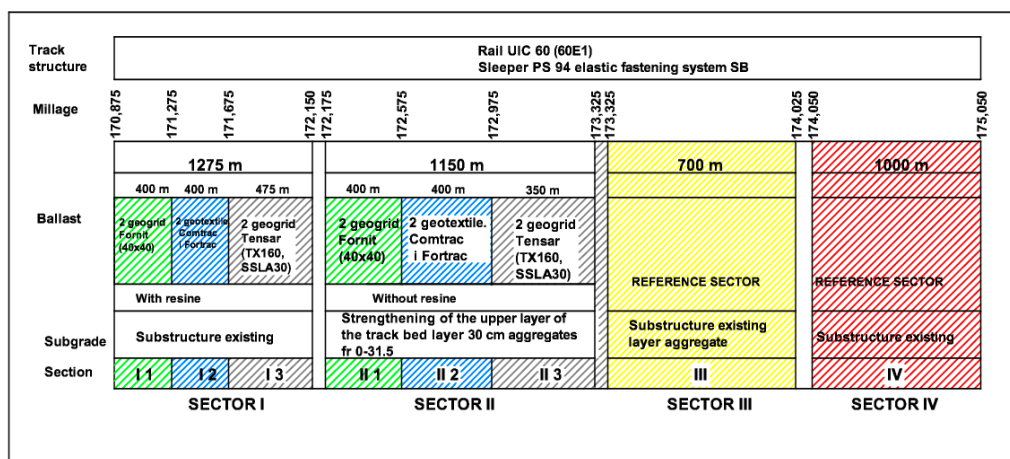 Track
structure
Rail UIC 60 (60E1)
Sleeper PS 94 elastic fastening system SB
Millage
170,875
171,275
171,675
172,150
172,175
172,575
172,975
173,325
173,325
174,025
174,050
175,050
1275 m
1150 m
700 m
1000 m
400 m
400 m
475 m
400 m
400 m
350 m
Ballast
2 geogrid
Fornit
(40x40)
2 geotextile.
Comtrac
i Fortrac
2 geogrid
Tensar
(TX160,
SSLA30)
2 geogrid
Fornit
(40x40)
2 geotextile.
Comtrac
i Fortrac
2 geogrid
Tensar
(TX160,
SSLA30)
REFERENCE SECTOR
REFERENCE SECTOR
With resine
Without resine
Subgrade
Substructure existing
Strengthening of the upper layer of
the track bed layer 30 cm aggregates
fr 0-31.5
Substructure existing
layer aggregate
Substructure existing
Section
I 1
I 2
I 3
II 1
II 2
II 3
III
IV
SECTOR I
SECTOR II
SECTOR III
SECTOR IV